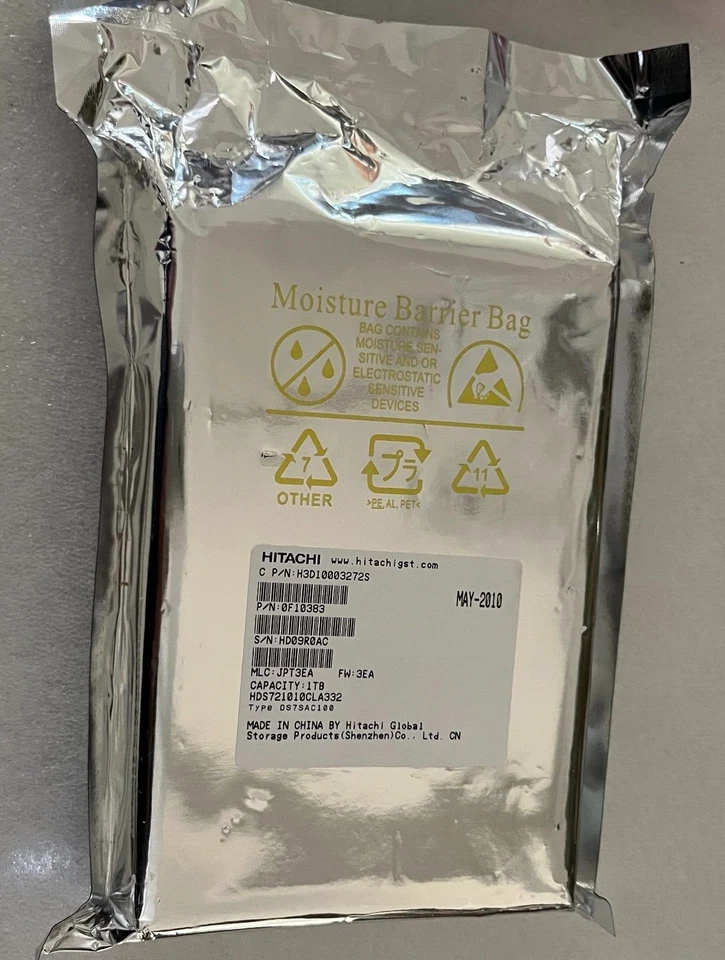 Moisture Barrier Bag
BAG CONTAINS
MOISTURE SEN-
SITIVE AND OR
ELECTROSTATIC
SENSITIVE
DEVICES
7
プラ
11
OTHER
>PE, AL, PET<
HITACHI www.hitachigst.com
C P/N:H3D10003272S
MAY-2010
P/N:0F10383
S/N:HD09R0AC
MLC:JPT3EA FW:3EA
CAPACITY:1TB
HDS721010CLA332
Type DS7SAC100
MADE IN CHINA BY Hitachi Global
Storage Products(Shenzhen)Co., Ltd. CN